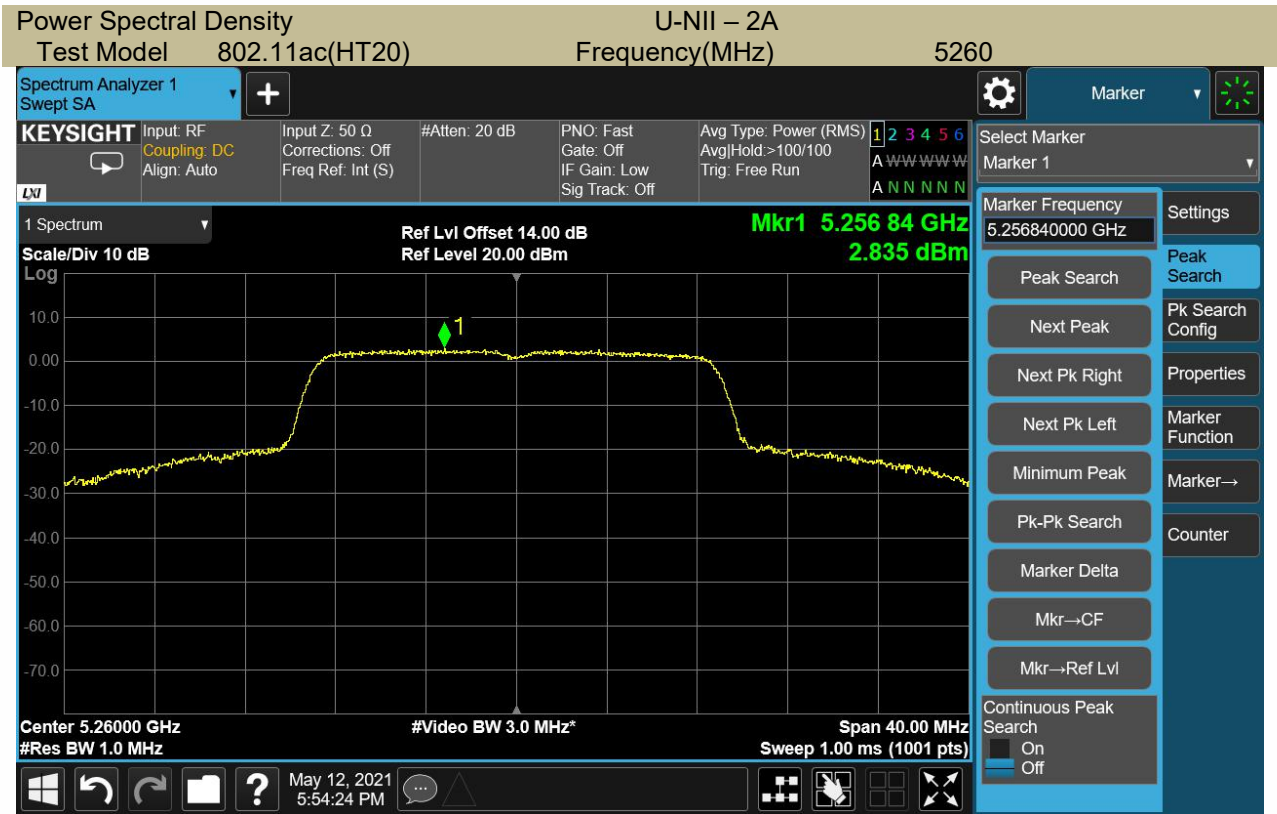 Power Spectral Density U-NII – 2A
Test Model 802.11ac(HT20) Frequency(MHz) 5260
Spectrum Analyzer 1
Swept SA
+
Marker
KEYSIGHT
LXI
Input: RF
Coupling: DC
Align: Auto
Input Z: 50 Ω
Corrections: Off
Freq Ref: Int (S)
#Atten: 20 dB
PNO: Fast
Gate: Off
IF Gain: Low
Sig Track: Off
Avg Type: Power (RMS)
Avg|Hold:>100/100
Trig: Free Run
1 2 3 4 5 6
A W W W W W
A N N N N N
Select Marker
Marker 1
1 Spectrum
Scale/Div 10 dB
Ref Lvl Offset 14.00 dB
Ref Level 20.00 dBm
Mkr1 5.256 84 GHz
2.835 dBm
Log
10.0
0.00
-10.0
-20.0
-30.0
-40.0
-50.0
-60.0
-70.0
1
Center 5.26000 GHz
#Video BW 3.0 MHz*
Span 40.00 MHz
#Res BW 1.0 MHz
Sweep 1.00 ms (1001 pts)
Marker Frequency
5.256840000 GHz
Peak Search
Next Peak
Next Pk Right
Next Pk Left
Minimum Peak
Pk-Pk Search
Marker Delta
Mkr→CF
Mkr→Ref Lvl
Continuous Peak
Search
On
Off
Settings
Peak
Search
Pk Search
Config
Properties
Marker
Function
Marker→
Counter
?
May 12, 2021
5:54:24 PM